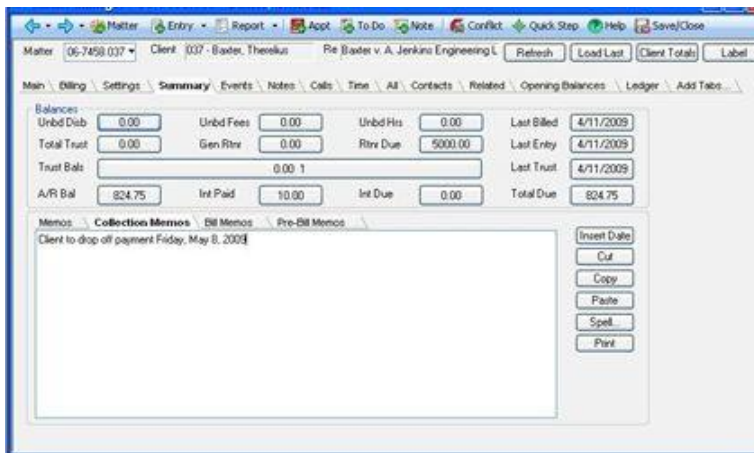 Matter Entry Report Appt To Do Note Conflict Quick Step Help Save/Close
Matter 06-7458.037 Client 037 - Baxter, Therelius Re Baxter v. A. Jenkins Engineering L Refresh Load Last Client Totals Label
Main Billing Settings Summary Events Notes Calls Time All Contacts Related Opening Balances Ledger Add Tabs...
Balances
Unbd Disb 0.00 Unbd Fees 0.00 Unbd Hrs 0.00 Last Billed 4/11/2009
Total Trust 0.00 Gen Rtnr 0.00 Rtnr Due 5000.00 Last Entry 4/11/2009
Trust Bals 0.00 1 Last Trust 4/11/2009
A/R Bal 824.75 Int Paid 10.00 Int Due 0.00 Total Due 824.75
Memos Collection Memos Bill Memos Pre-Bill Memos
Client to drop off payment Friday, May 8, 2009
Insert Date
Cut
Copy
Paste
Spell...
Print